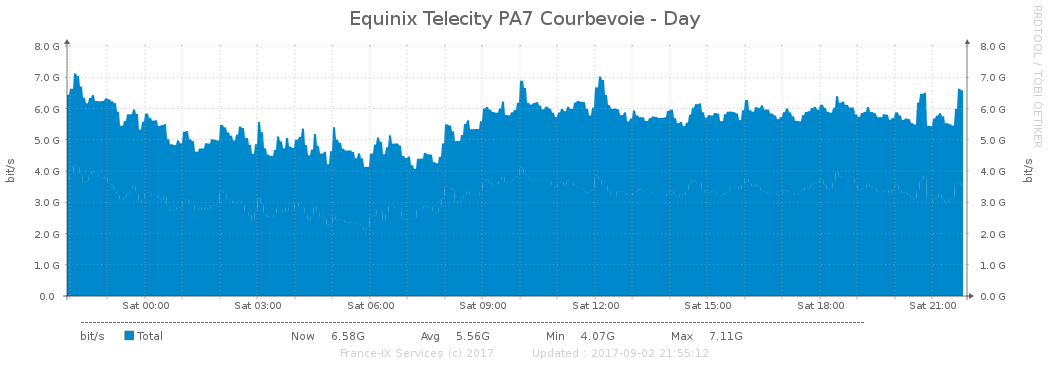 Equinix Telecity PA7 Courbevoie - Day
RRDTOOL / TOBI OETIKER
8.0 G 8.0 G
7.0 G 7.0 G
6.0 G 6.0 G
5.0 G 5.0 G
4.0 G 4.0 G
3.0 G 3.0 G
2.0 G 2.0 G
1.0 G 1.0 G
0.0 0.0 G
bit/s bit/s
Sat 00:00 Sat 03:00 Sat 06:00 Sat 09:00 Sat 12:00 Sat 15:00 Sat 18:00 Sat 21:00
bit/s Total Now 6.58G Avg 5.56G Min 4.07G Max 7.11G
France-IX Services (c) 2017 Updated : 2017-09-02 21:55:12